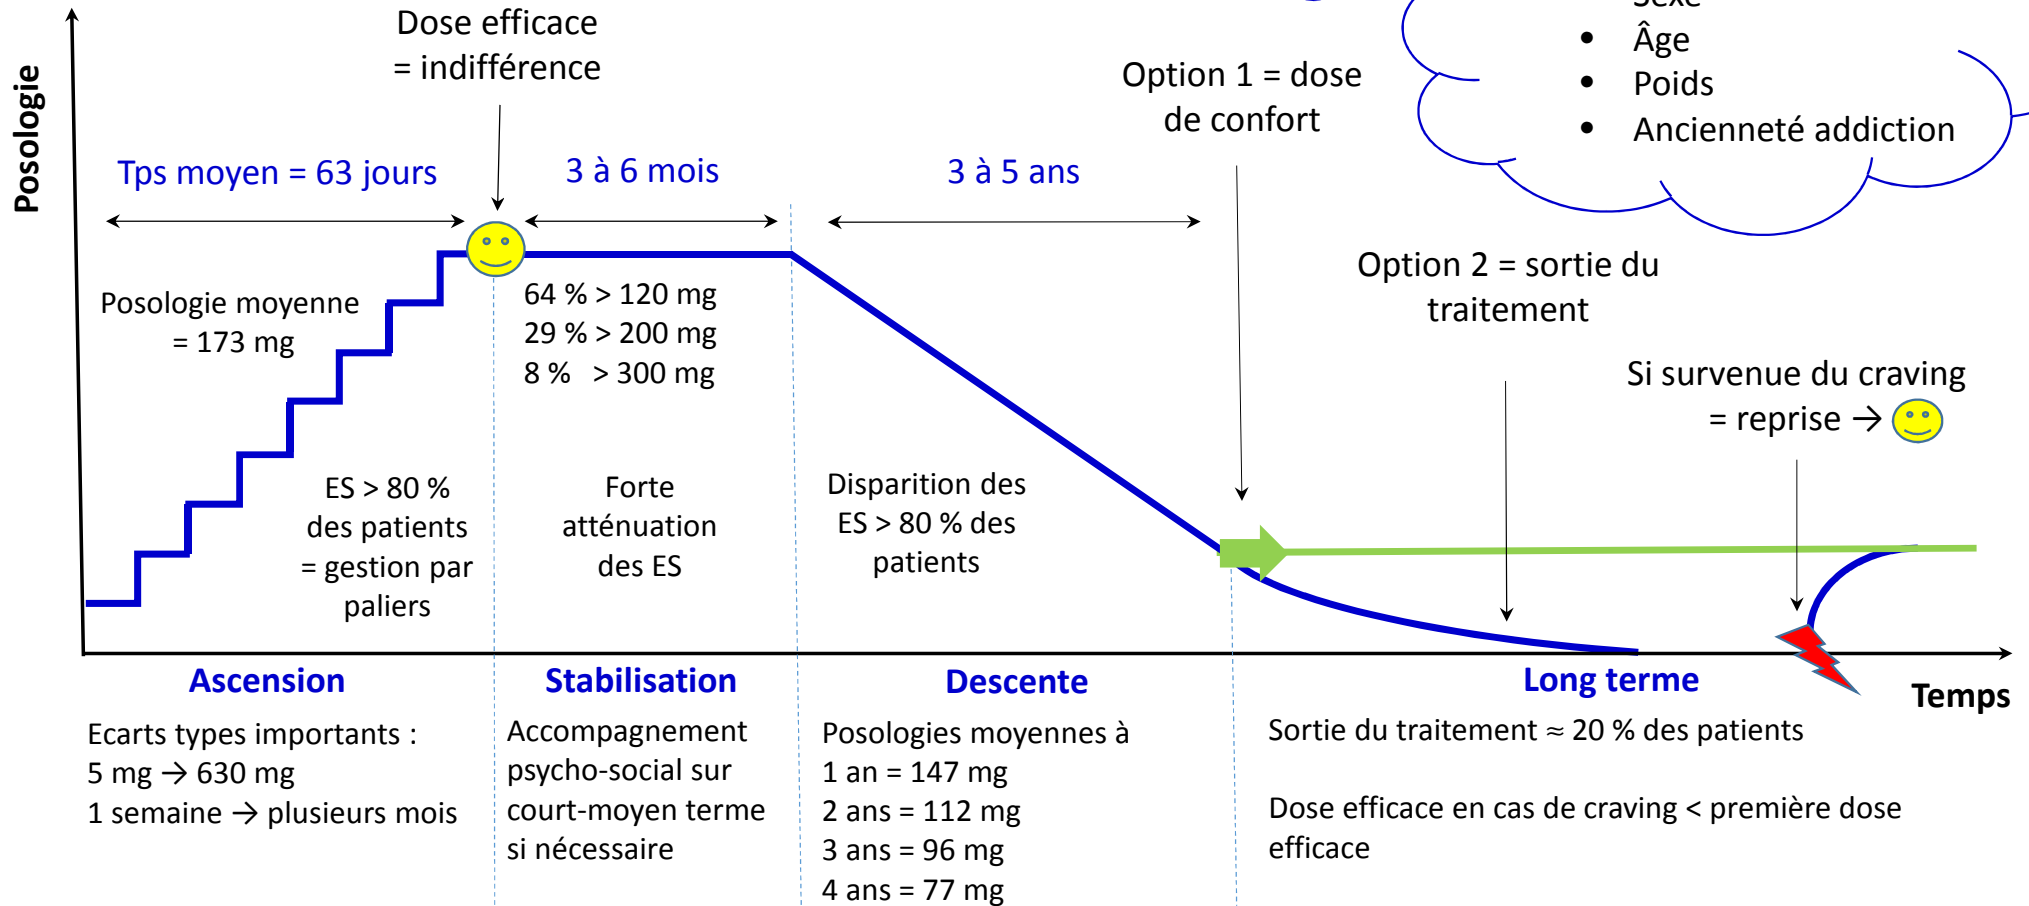 Posologie
Dose efficace
= indifférence
Sexe
• Âge
• Poids
• Ancienneté addiction
Option 1 = dose
de confort
Tps moyen = 63 jours
3 à 6 mois
3 à 5 ans
Option 2 = sortie du
traitement
Posologie moyenne
= 173 mg
64 % > 120 mg
29 % > 200 mg
8 % > 300 mg
Si survenue du craving
= reprise →
ES > 80 %
des patients
= gestion par
paliers
Forte
atténuation
des ES
Disparition des
ES > 80 % des
patients
Ascension
Stabilisation
Descente
Long terme
Temps
Ecarts types importants :
5 mg → 630 mg
1 semaine → plusieurs mois
Accompagnement
psycho-social sur
court-moyen terme
si nécessaire
Posologies moyennes à
1 an = 147 mg
2 ans = 112 mg
3 ans = 96 mg
4 ans = 77 mg
Sortie du traitement ≈ 20 % des patients
Dose efficace en cas de craving < première dose
efficace